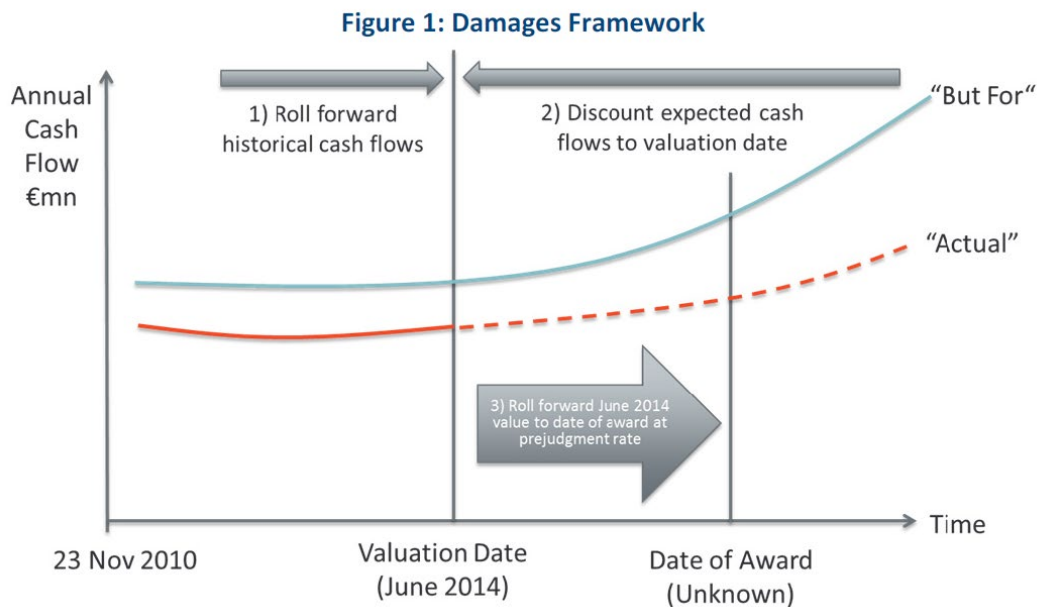 Figure 1: Damages Framework
Annual
Cash
Flow
€mn
1) Roll forward
historical cash flows
2) Discount expected cash
flows to valuation date
“But For“
“Actual”
3) Roll forward June 2014
value to date of award at
prejudgment rate
Time
23 Nov 2010
Valuation Date
(June 2014)
Date of Award
(Unknown)